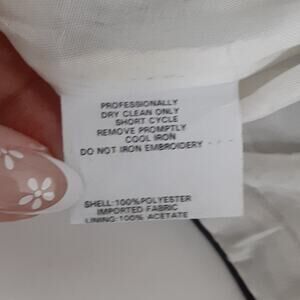 PROFESSIONALLY
DRY CLEAN ONLY
SHORT CYCLE
REMOVE PROMPTLY
COOL IRON
DO NOT IRON EMBROIDERY
SHELL:100%POLYESTER
IMPORTED FABRIC
LINING:100% ACETATE